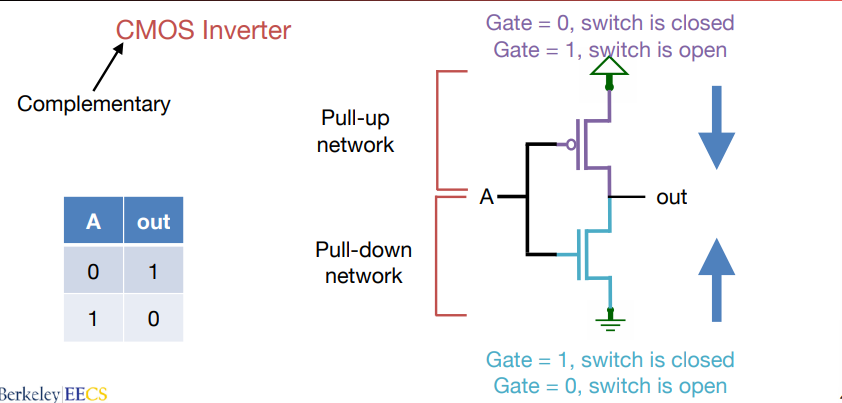 CMOS Inverter
Complementary
Gate = 0, switch is closed
Gate = 1, switch is open
Pull-up
network
A
out
Pull-down
network
A out
0 1
1 0
Gate = 1, switch is closed
Gate = 0, switch is open
Berkeley EECS